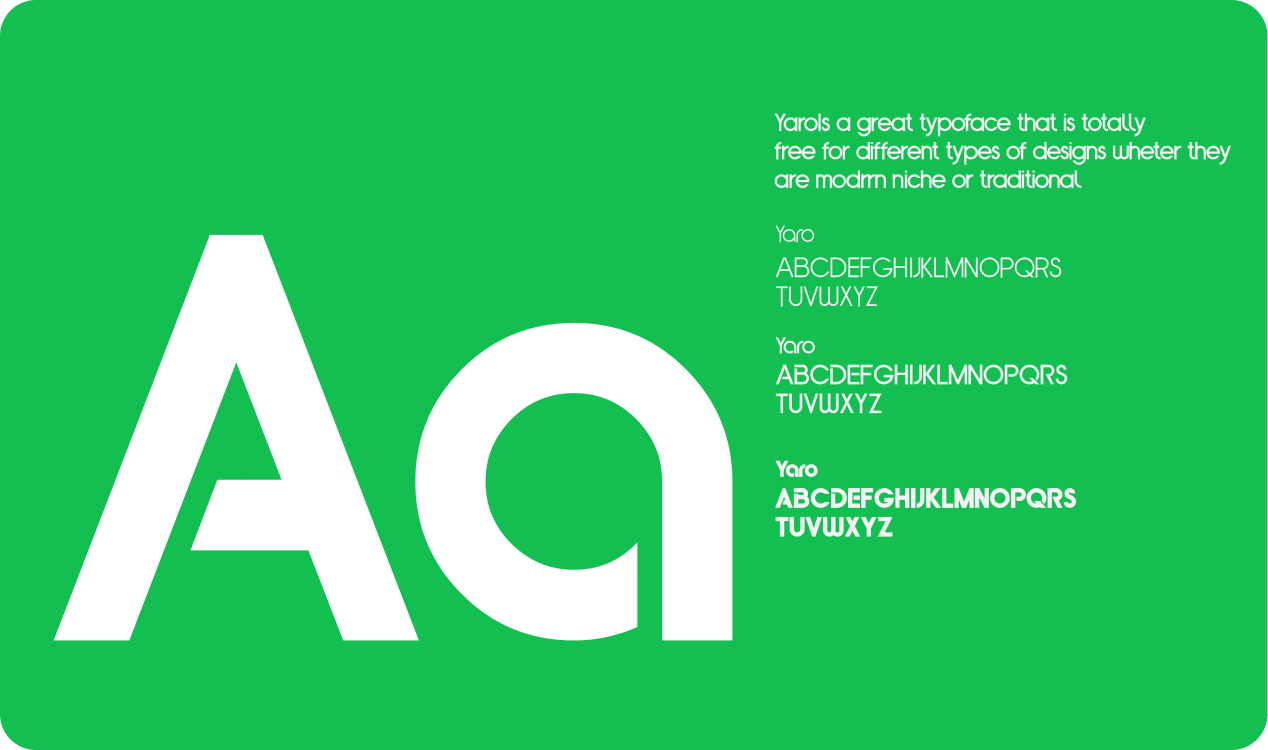 Aa
YaroIs a great typoface that is totally
free for different types of designs wheter they
are modrrn niche or traditional
Yaro
ABCDEFGHIJKLMNOPQRS
TUVWXYZ
Yaro
ABCDEFGHIJKLMNOPQRS
TUVWXYZ
Yaro
ABCDEFGHIJKLMNOPQRS
TUVWXYZ